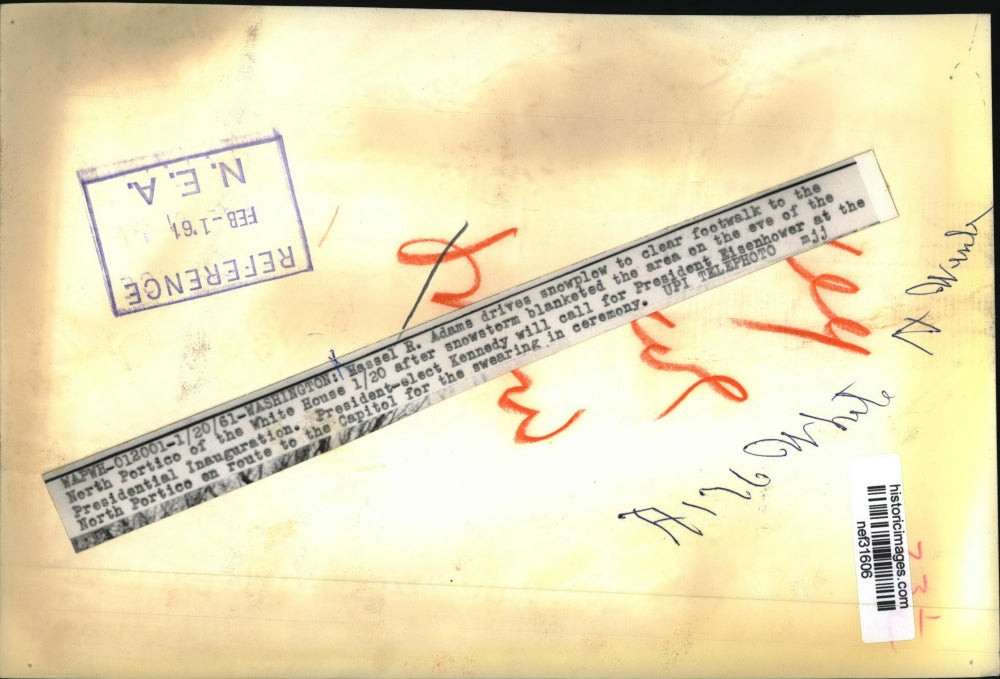 WAPWH-012001-1/20/61-WASHINGTON: Hassel R. Adams drives snowplow to clear footwalk to the
North Portico of the White House 1/20 after snowstorm blanketed the area on the eve of the
Presidential Inauguration. President-elect Kennedy will call for President Eisenhower at the
North Portico en route to the Capitol for the swearing in ceremony. UPI TELEPHOTO mjj
REFERENCE
FEB-1'61
N.E.A.
historicimages.com
nef31606